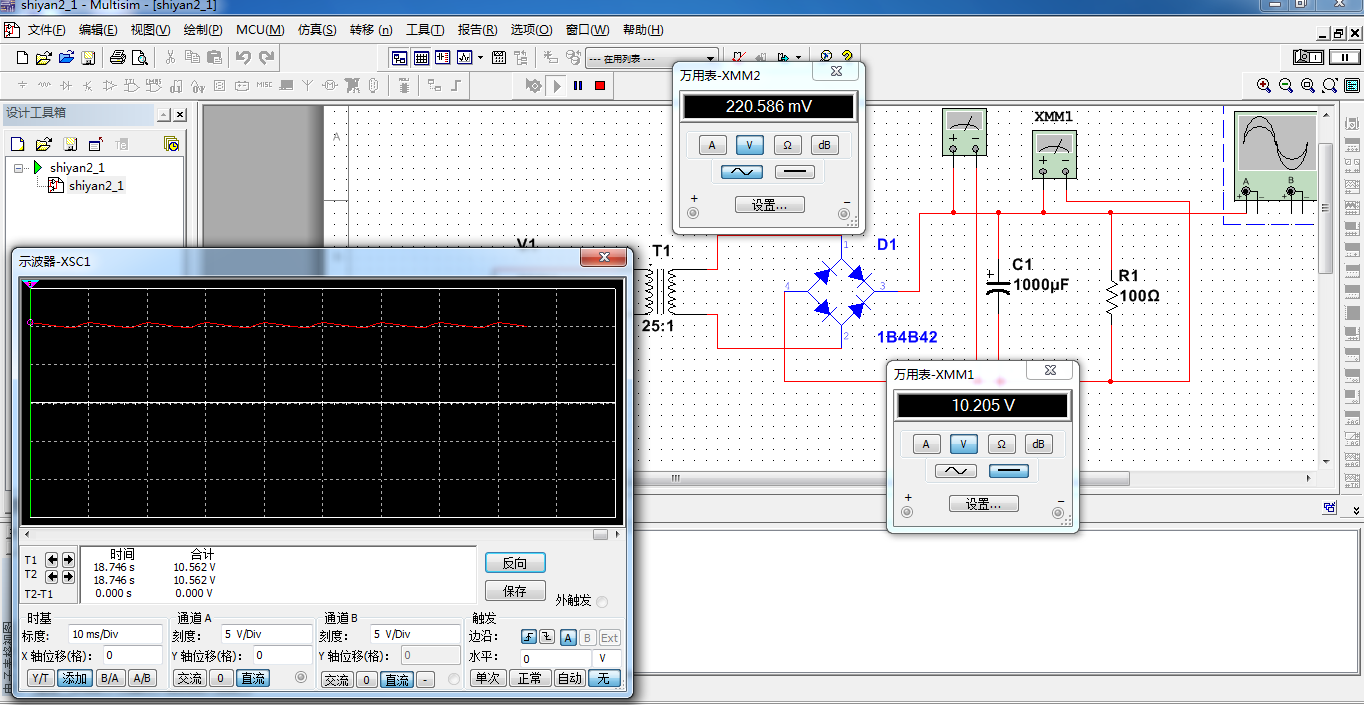 shiyan2_1 - Multisim - [shiyan2_1]
文件(F) 编辑(E) 视图(V) 绘制(P) MCU(M) 仿真(S) 转移 (n) 工具(T) 报告(R) 选项(O) 窗口(W) 帮助(H)
--- 在用列表 ---
MISC
设计工具箱
shiyan2_1
shiyan2_1
A
万用表-XMM2
220.586 mV
A V Ω dB
+ 设置... -
XMM1
A B
V1
T1
25:1
1
4 3
2
D1
1B4B42
C1
1000µF
R1
100Ω
万用表-XMM1
10.205 V
A V Ω dB
+ 设置... -
示波器-XSC1
时间 合计
T1 18.746 s 10.562 V
T2 18.746 s 10.562 V
T2-T1 0.000 s 0.000 V
反向
保存
外触发
时基 通道 A 通道 B 触发
标度: 10 ms/Div 刻度: 5 V/Div 刻度: 5 V/Div 边沿: A B Ext
X 轴位移(格): 0 Y 轴位移(格): 0 Y 轴位移(格): 0 水平: 0 V
Y/T 添加 B/A A/B 交流 0 直流 交流 0 直流 - 单次 正常 自动 无